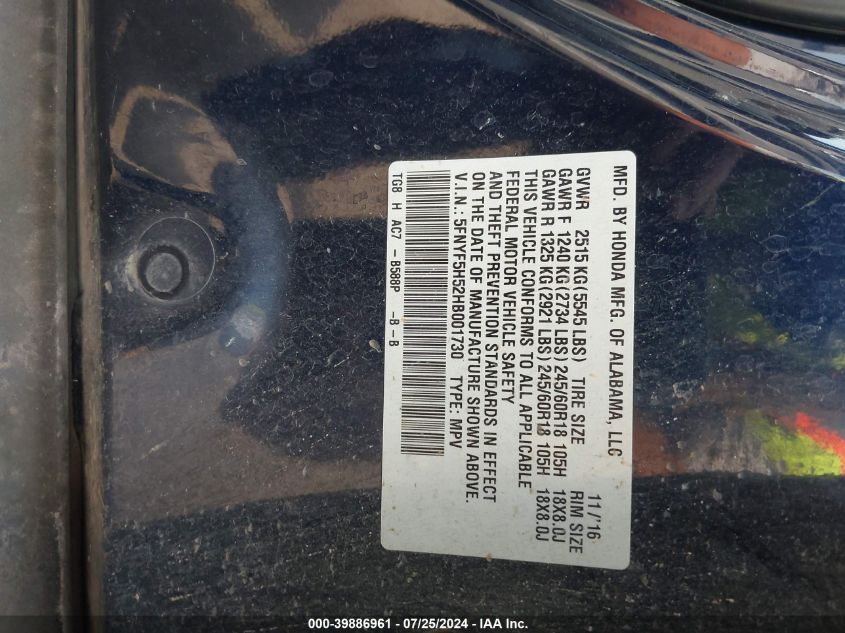 MFD. BY HONDA MFG. OF ALABAMA, LLC 11/'16
GVWR 2515 KG (5545 LBS) TIRE SIZE RIM SIZE
GAWR F 1240 KG (2734 LBS) 245/60R18 105H 18X8.0J
GAWR R 1325 KG (2921 LBS) 245/60R18 105H 18X8.0J
THIS VEHICLE CONFORMS TO ALL APPLICABLE
FEDERAL MOTOR VEHICLE SAFETY
AND THEFT PREVENTION STANDARDS IN EFFECT
ON THE DATE OF MANUFACTURE SHOWN ABOVE.
V.I.N.: 5FNYF5H52HB001730 TYPE: MPV
TG8 H AC7 - B588P -B-B
000-39886961 / 07/25/2024 - © IAA Inc.